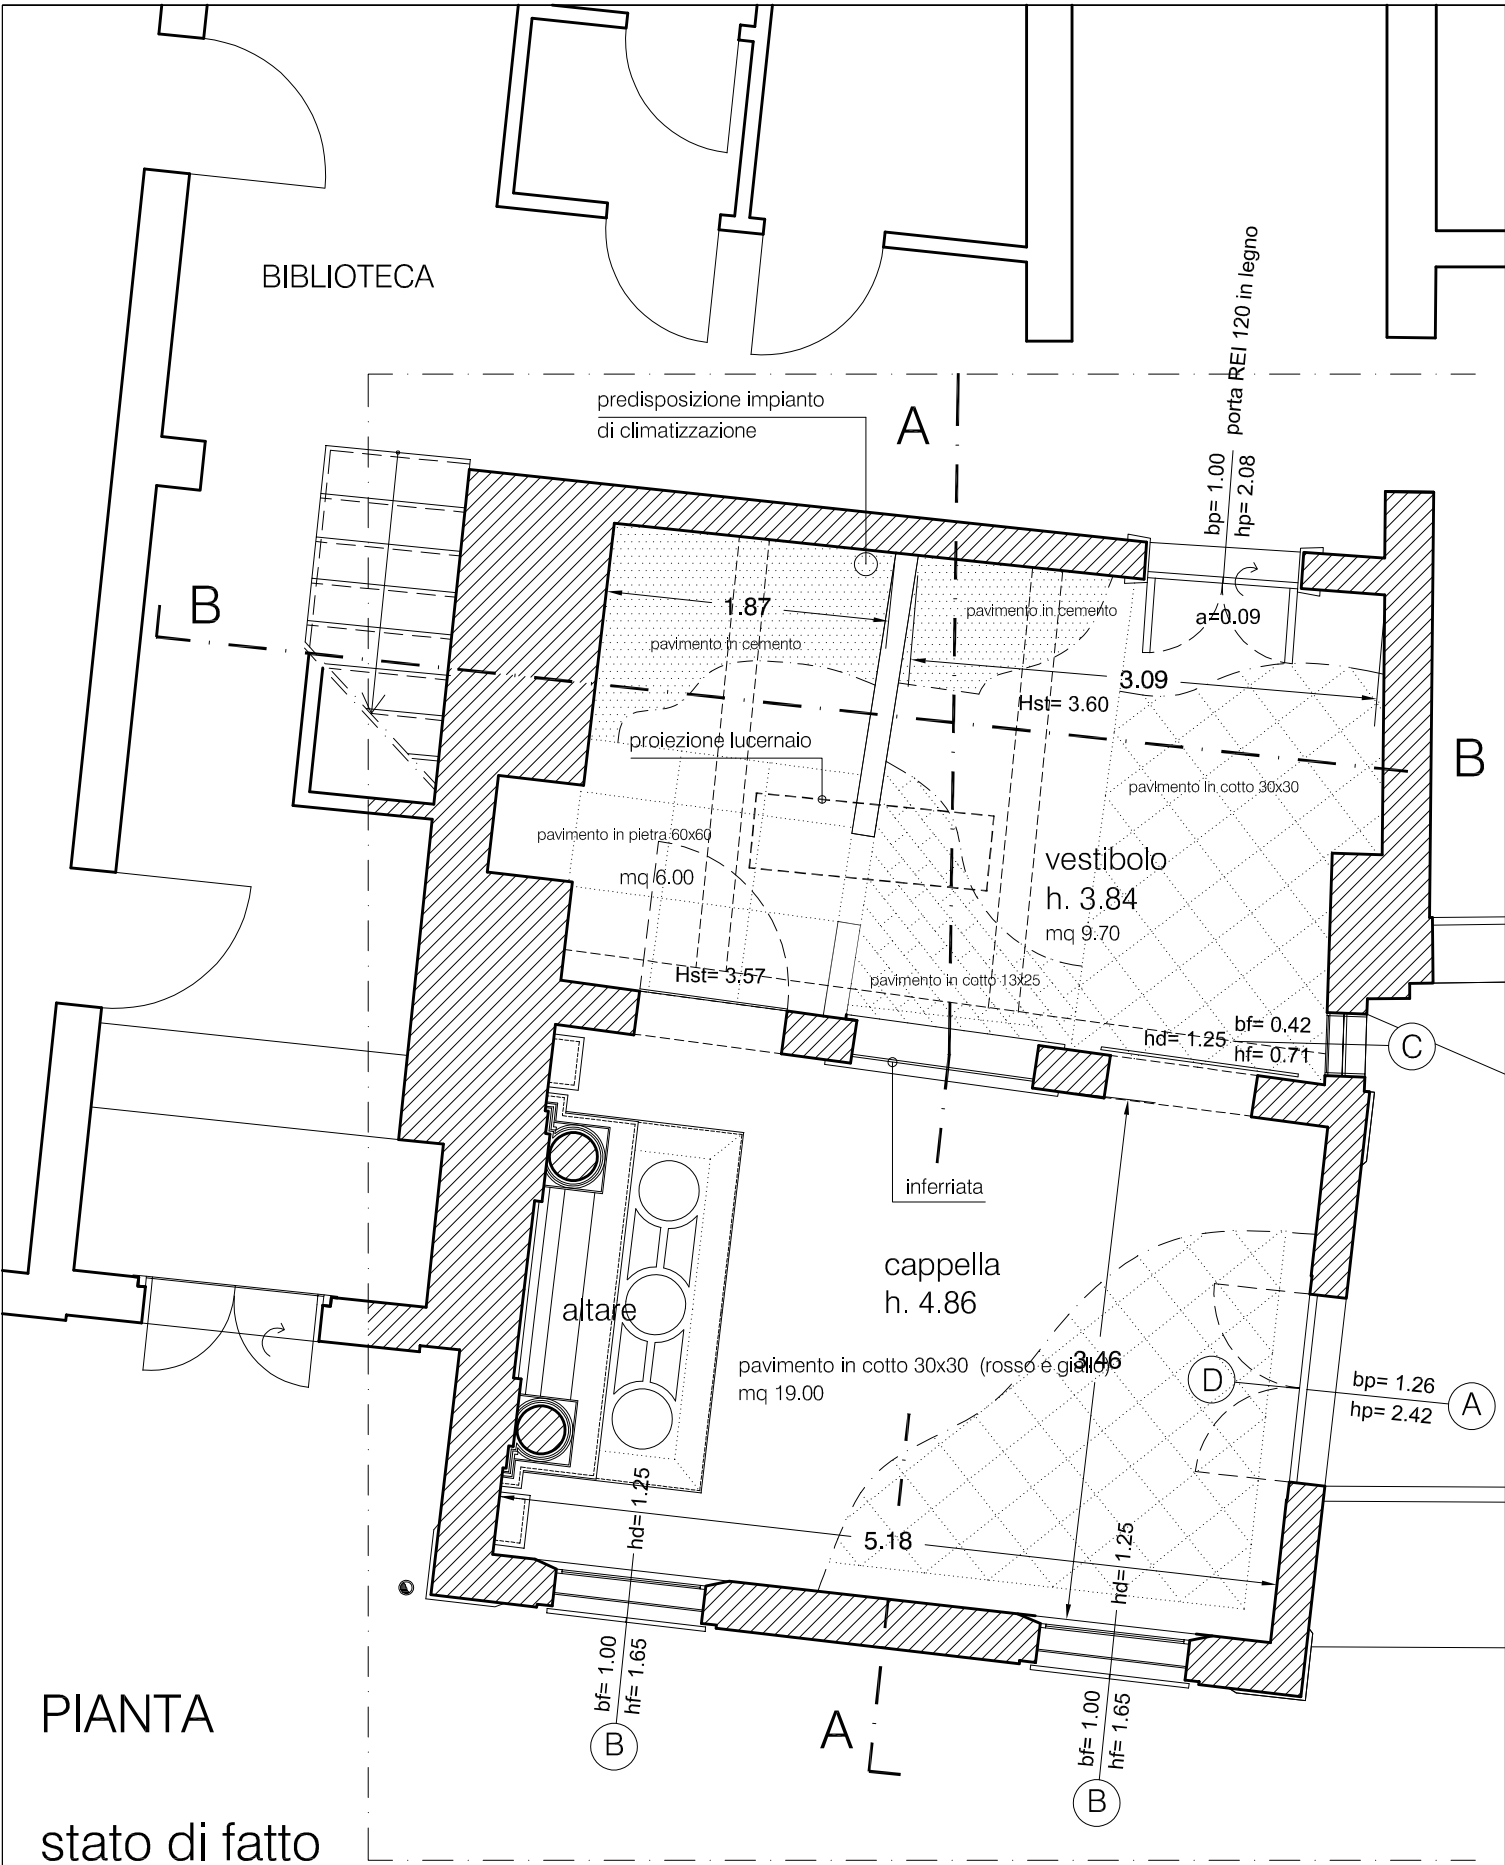 BIBLIOTECA
predisposizione impianto
di climatizzazione
A
porta REI 120 in legno
bp= 1.00
hp= 2.08
B
1.87
pavimento in cemento
pavimento in cemento
a=0.09
3.09
Hst= 3.60
proiezione lucernaio
B
pavimento in cotto 30x30
pavimento in pietra 60x60
mq 6.00
vestibolo
h. 3.84
mq 9.70
Hst= 3.57
pavimento in cotto 13x25
hd= 1.25
bf= 0.42
hf= 0.71
C
inferriata
cappella
h. 4.86
altare
pavimento in cotto 30x30 (rosso e giallo)
3.46
mq 19.00
D
bp= 1.26
hp= 2.42
A
hd= 1.25
5.18
hd= 1.25
bf= 1.00
hf= 1.65
B
bf= 1.00
hf= 1.65
B
A
PIANTA
stato di fatto